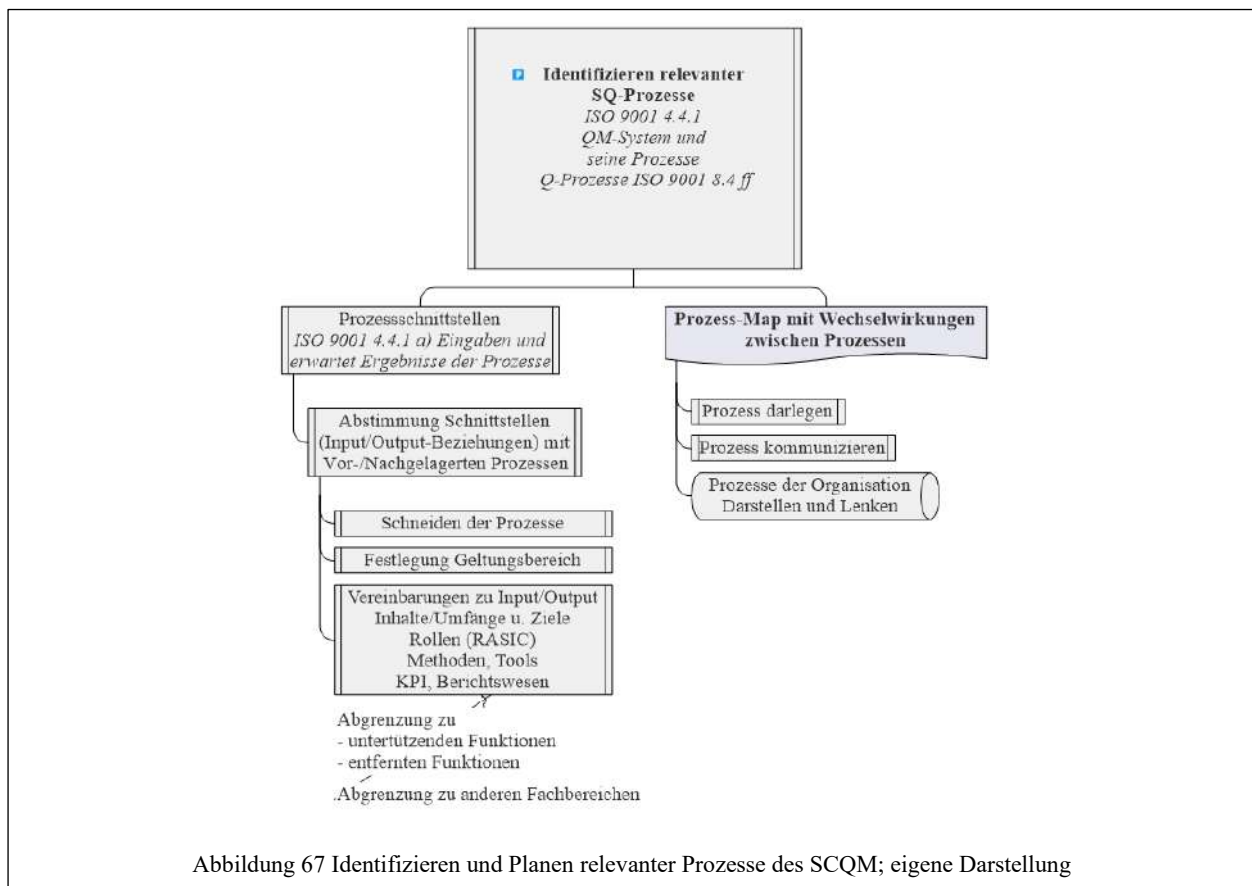 P Identifizieren relevanter
SQ-Prozesse
ISO 9001 4.4.1
QM-System und
seine Prozesse
Q-Prozesse ISO 9001 8.4 ff
Prozessschnittstellen
ISO 9001 4.4.1 a) Eingaben und
erwartet Ergebnisse der Prozesse
Abstimmung Schnittstellen
(Input/Output-Beziehungen) mit
Vor-/Nachgelagerten Prozessen
Schneiden der Prozesse
Festlegung Geltungsbereich
Vereinbarungen zu Input/Output
Inhalte/Umfänge u. Ziele
Rollen (RASIC)
Methoden, Tools
KPI, Berichtswesen
Abgrenzung zu
- untertützenden Funktionen
- entfernten Funktionen
.Abgrenzung zu anderen Fachbereichen
Prozess-Map mit Wechselwirkungen
zwischen Prozessen
Prozess darlegen
Prozess kommunizieren
Prozesse der Organisation
Darstellen und Lenken
Abbildung 67 Identifizieren und Planen relevanter Prozesse des SCQM; eigene Darstellung